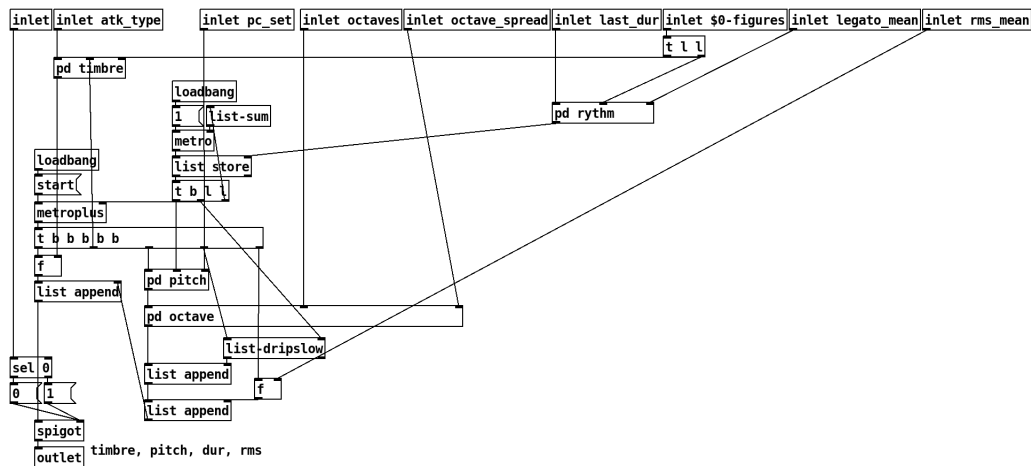 inlet inlet atk_type inlet pc_set inlet octaves inlet octave_spread inlet last_dur inlet $0-figures inlet legato_mean inlet rms_mean
t l l
pd timbre
loadbang
pd rythm
1 list-sum
metro
loadbang
list store
start
t b l l
metroplus
t b b b b b
f
pd pitch
list append
pd octave
list-dripslow
sel 0
list append
f
0 1
list append
spigot
timbre, pitch, dur, rms
outlet